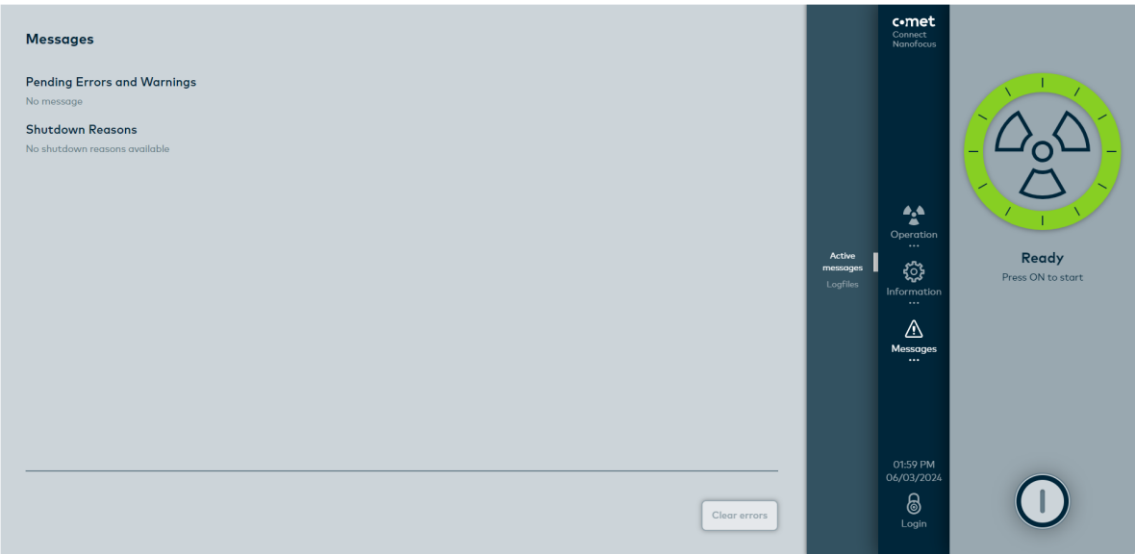 Messages
Pending Errors and Warnings
No message
Shutdown Reasons
No shutdown reasons available
Clear errors
Active
messages
Logfiles
comet
Connect
Nanofocus
Operation
Information
Messages
01:59 PM
06/03/2024
Login
Ready
Press ON to start